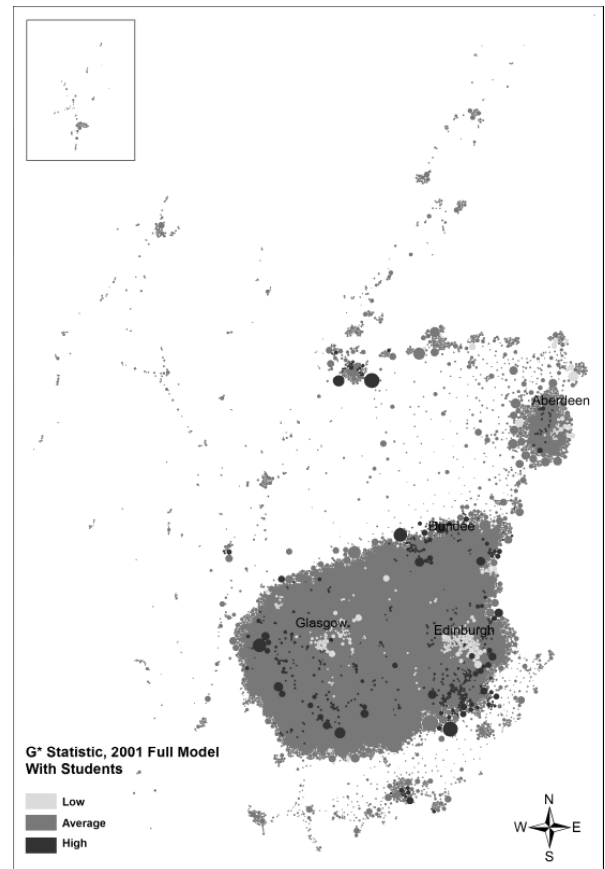 Aberdeen
Dundee
Glasgow
Edinburgh
G* Statistic, 2001 Full Model
With Students
Low
Average
High
N
W E
S